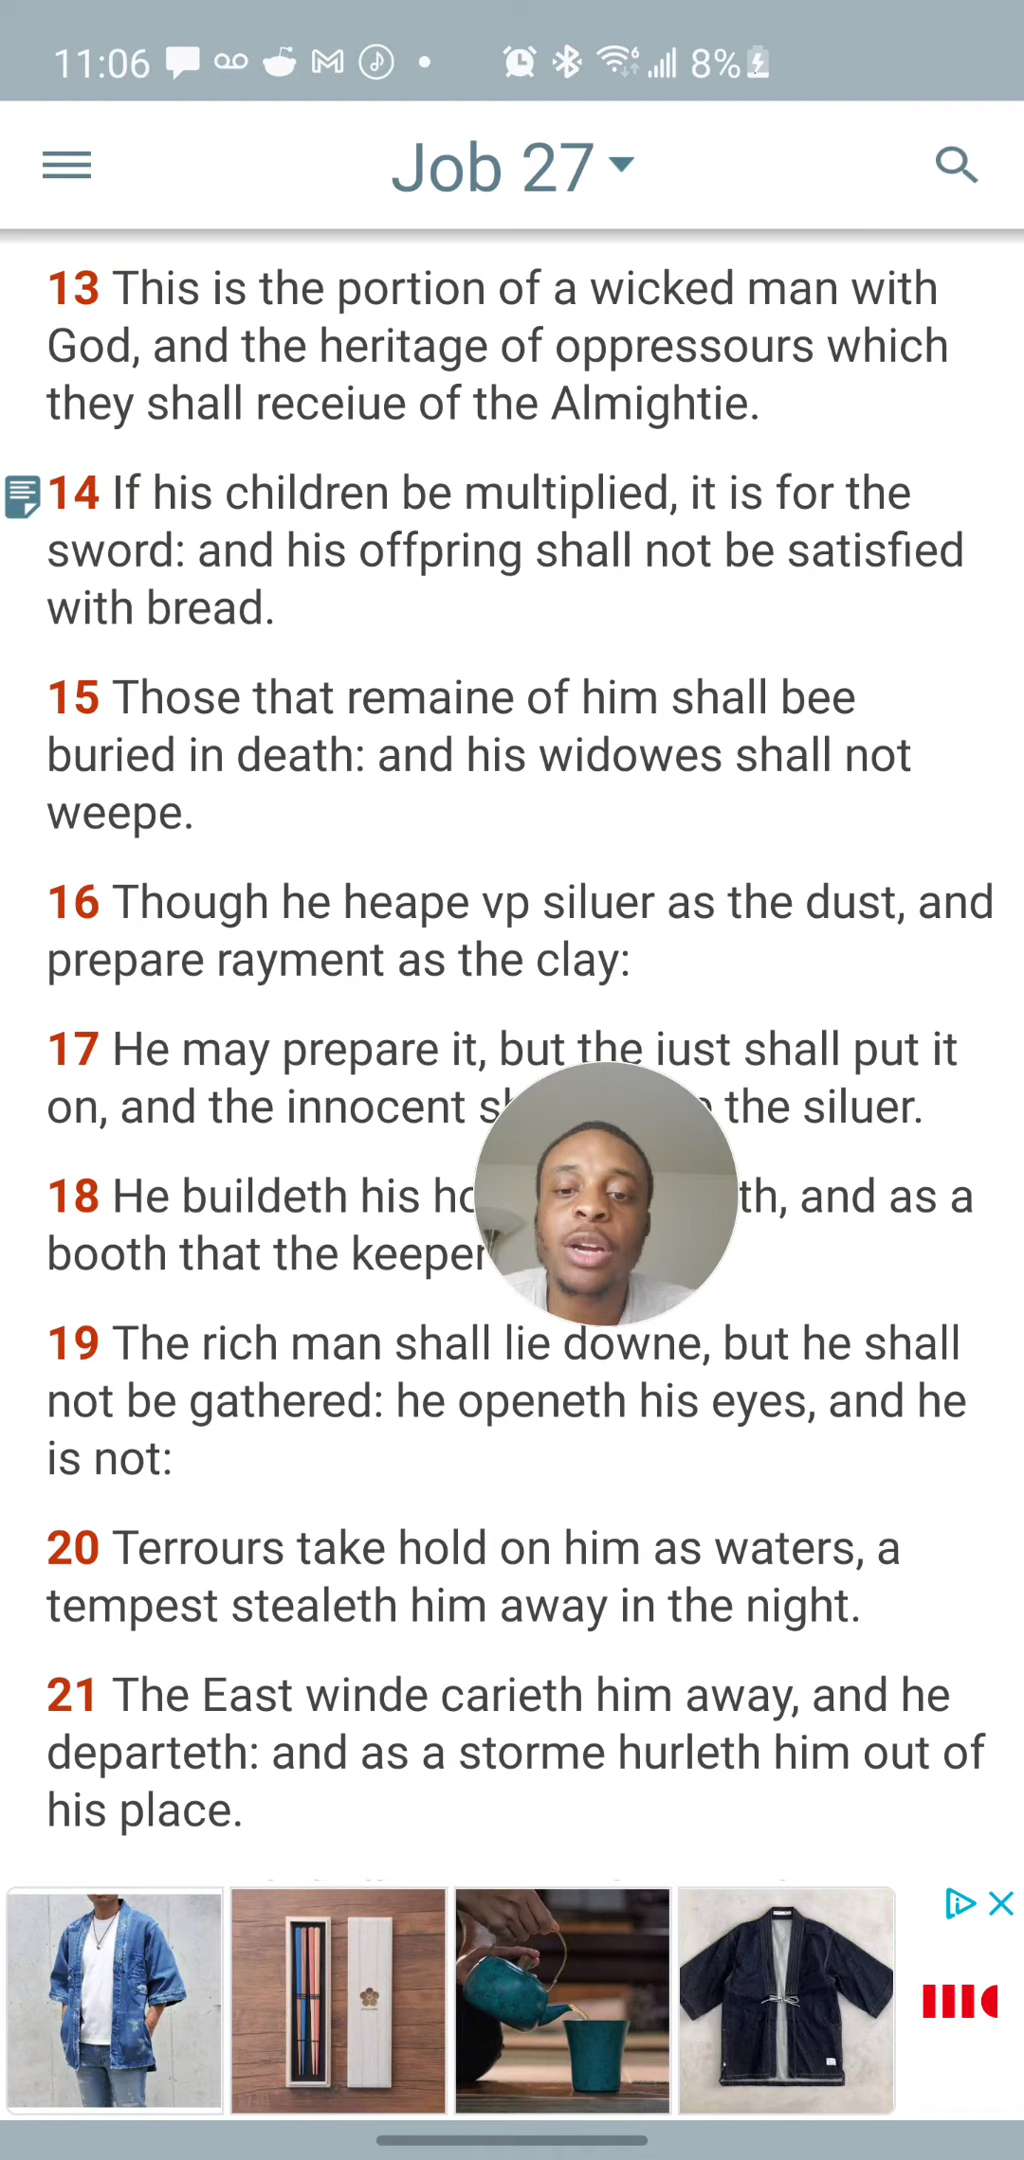 11:06
8%
Job 27
13 This is the portion of a wicked man with
God, and the heritage of oppressours which
they shall receiue of the Almightie.
14 If his children be multiplied, it is for the
sword: and his offpring shall not be satisfied
with bread.
15 Those that remaine of him shall bee
buried in death: and his widowes shall not
weepe.
16 Though he heape vp siluer as the dust, and
prepare rayment as the clay:
17 He may prepare it, but the iust shall put it
on, and the innocent the siluer.
18 He buildeth his and as a
booth that the keeper
19 The rich man shall lie downe, but he shall
not be gathered: he openeth his eyes, and he
is not:
20 Terrours take hold on him as waters, a
tempest stealeth him away in the night.
21 The East winde carieth him away, and he
departeth: and as a storme hurleth him out of
his place.